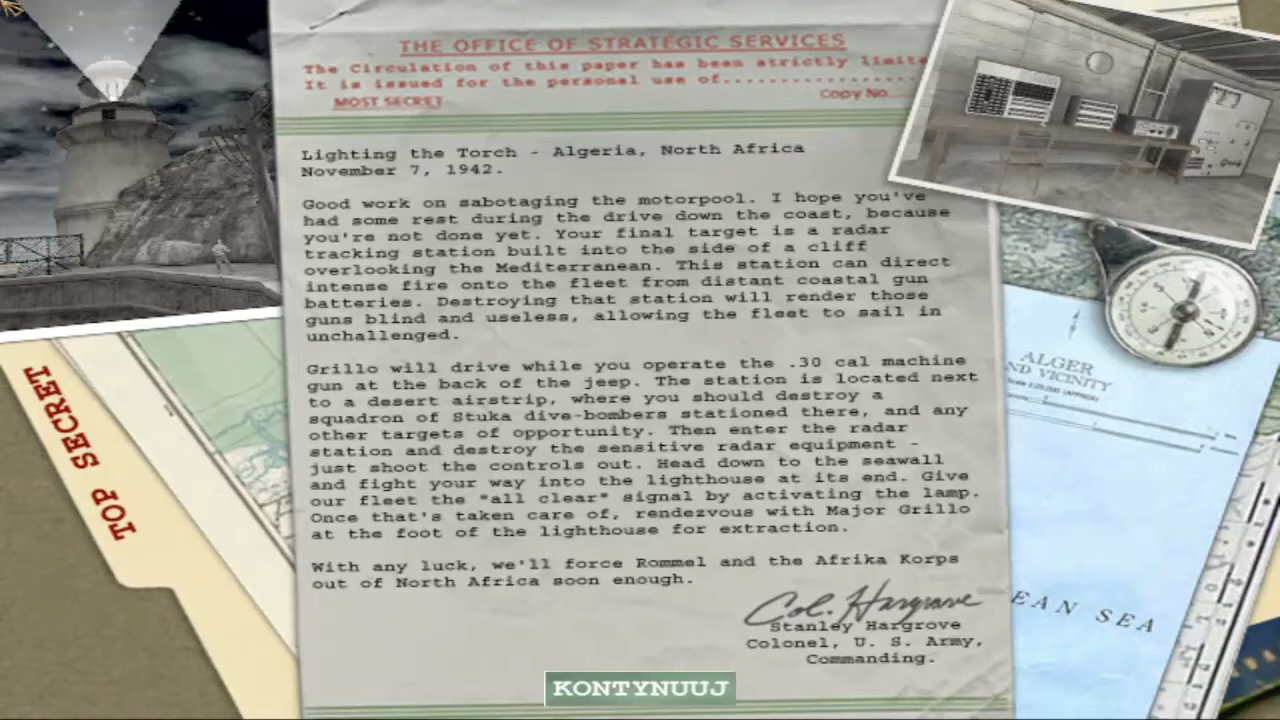 THE OFFICE OF STRATEGIC SERVICES
The Circulation of this paper has been strictly limite
It is issued for the personal use of....................
MOST SECRET
Copy No...
Lighting the Torch - Algeria, North Africa
November 7, 1942.
Good work on sabotaging the motorpool. I hope you've
had some rest during the drive down the coast, because
you're not done yet. Your final target is a radar
tracking station built into the side of a cliff
overlooking the Mediterranean. This station can direct
intense fire onto the fleet from distant coastal gun
batteries. Destroying that station will render those
guns blind and useless, allowing the fleet to sail in
unchallenged.
Grillo will drive while you operate the .30 cal machine
gun at the back of the jeep. The station is located next
to a desert airstrip, where you should destroy a
squadron of Stuka dive-bombers stationed there, and any
other targets of opportunity. Then enter the radar
station and destroy the sensitive radar equipment -
just shoot the controls out. Head down to the seawall
and fight your way into the lighthouse at its end. Give
our fleet the "all clear" signal by activating the lamp.
Once that's taken care of, rendezvous with Major Grillo
at the foot of the lighthouse for extraction.
With any luck, we'll force Rommel and the Afrika Korps
out of North Africa soon enough.
Col. Hargrove
Stanley Hargrove
Colonel, U. S. Army,
Commanding.
KONTYNUUJ
TOP SECRET
ALGER
ND VICINITY
EAN SEA